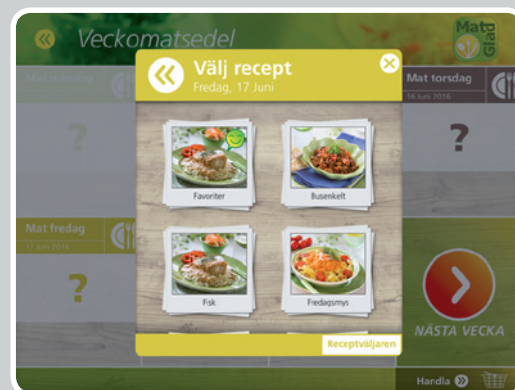 Veckomatsedel
Mat
Glad
Välj recept
Fredag, 17 Juni
Mat torsdag
16 Juni 2016
?
?
Favoriter
Busenkelt
Mat fredag
17 Juni 2016
?
Fisk
Fredagsmys
NÄSTA VECKA
Receptväljaren
Handla